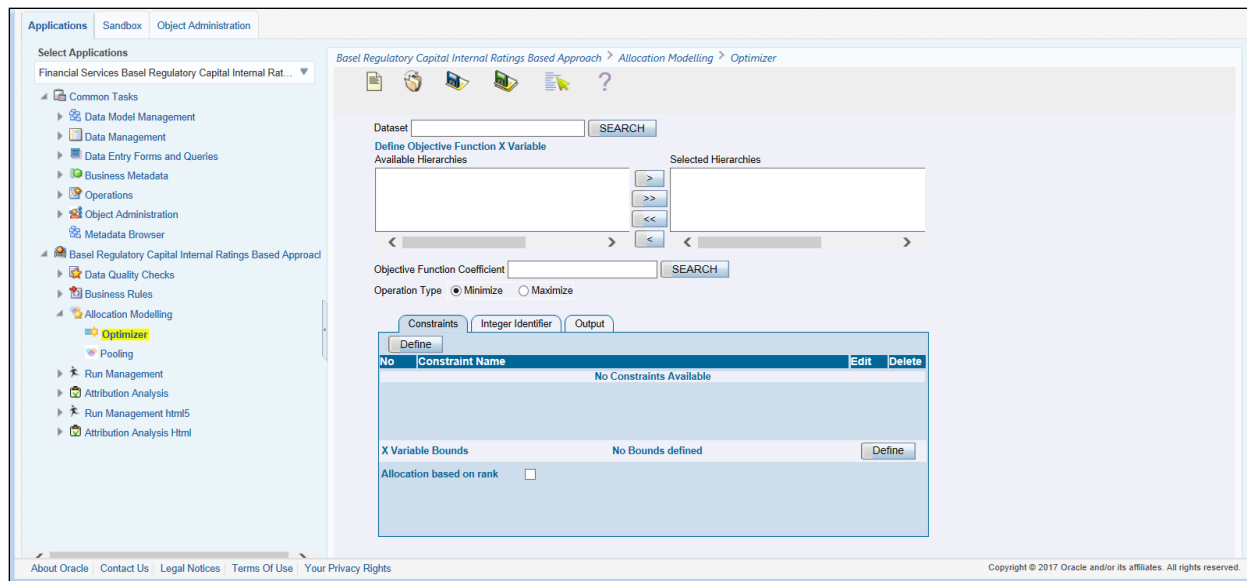 Applications Sandbox Object Administration
Select Applications
Financial Services Basel Regulatory Capital Internal Rat...
Common Tasks
Data Model Management
Data Management
Data Entry Forms and Queries
Business Metadata
Operations
Object Administration
Metadata Browser
Basel Regulatory Capital Internal Ratings Based Approacl
Data Quality Checks
Business Rules
Allocation Modelling
Optimizer
Pooling
Run Management
Attribution Analysis
Run Management html5
Attribution Analysis Html
Basel Regulatory Capital Internal Ratings Based Approach > Allocation Modelling > Optimizer
?
Dataset SEARCH
Define Objective Function X Variable
Available Hierarchies Selected Hierarchies
>
>>
<<
<
Objective Function Coefficient SEARCH
Operation Type Minimize Maximize
Constraints Integer Identifier Output
Define
No Constraint Name Edit Delete
No Constraints Available
X Variable Bounds No Bounds defined Define
Allocation based on rank
About Oracle Contact Us Legal Notices Terms Of Use Your Privacy Rights Copyright © 2017 Oracle and/or its affiliates. All rights reserved.